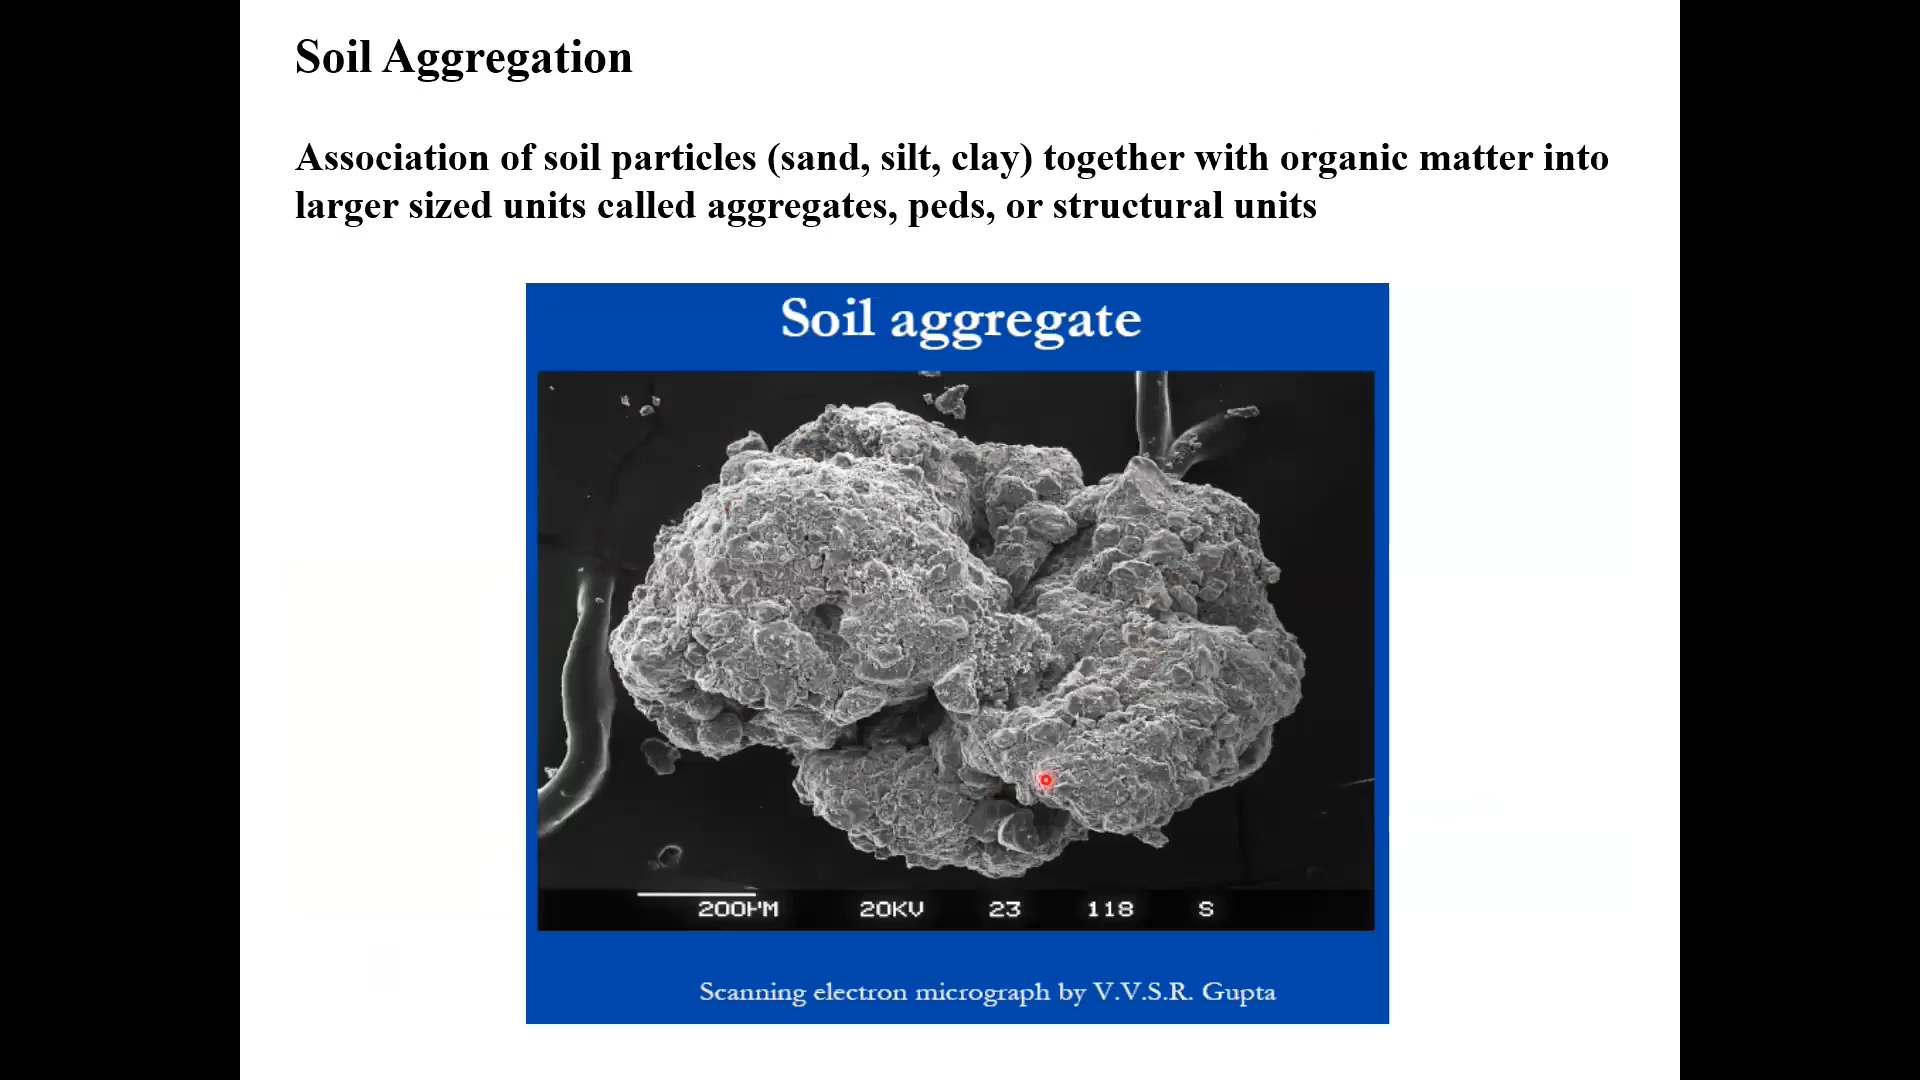 Soil Aggregation
Association of soil particles (sand, silt, clay) together with organic matter into
larger sized units called aggregates, peds, or structural units
Soil aggregate
200µM 20KV 23 118 S
Scanning electron micrograph by V.V.S.R. Gupta